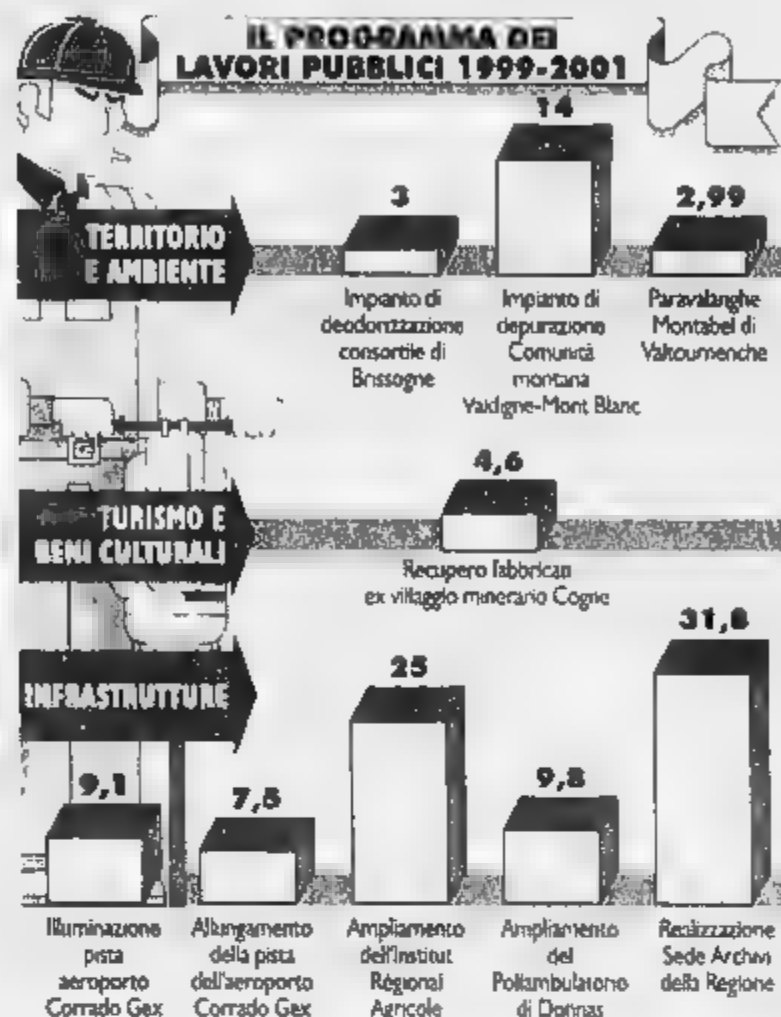 IL PROGRAMMA DEI
LAVORI PUBBLICI 1999-2001
TERRITORIO
E AMBIENTE
3
Impianto di
deodorizzazione
consortile di
Brissogne
14
Impianto di
depurazione
Comunità
montana
Valdigne-Mont Blanc
2,99
Paravalanghe
Montabel di
Valtournenche
TURISMO E
BENI CULTURALI
4,6
Recupero fabbricati
ex villaggio minerario Cogne
INFRASTRUTTURE
9,1
Illuminazione
pista
aeroporto
Corrado Gex
7,5
Allungamento
della pista
dell'aeroporto
Corrado Gex
25
Ampliamento
dell'Institut
Régional
Agricole
9,8
Ampliamento
del
Poliambulatorio
di Donnas
31,8
Realizzazione
Sede Archivi
della Regione